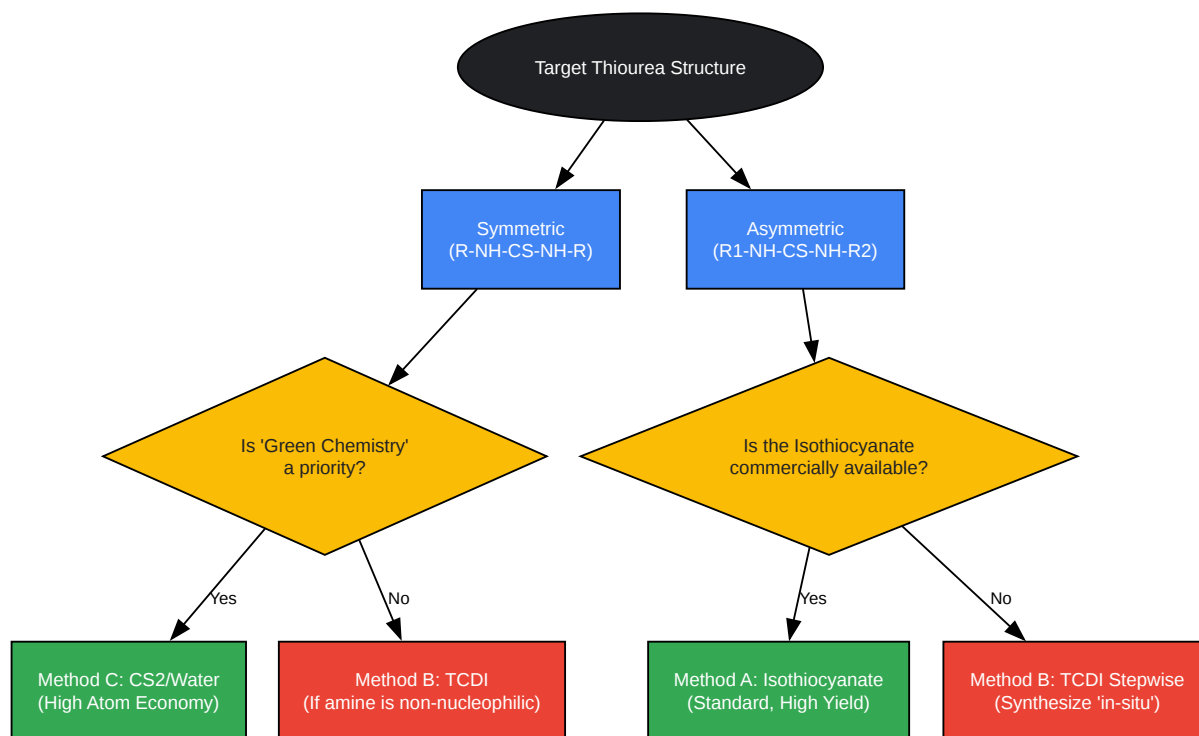 Target Thiourea Structure
Symmetric
(R-NH-CS-NH-R)
Asymmetric
(R1-NH-CS-NH-R2)
Is 'Green Chemistry'
a priority?
Is the Isothiocyanate
commercially available?
Yes
No
Yes
No
Method C: CS2/Water
(High Atom Economy)
Method B: TCDI
(If amine is non-nucleophilic)
Method A: Isothiocyanate
(Standard, High Yield)
Method B: TCDI Stepwise
(Synthesize 'in-situ')